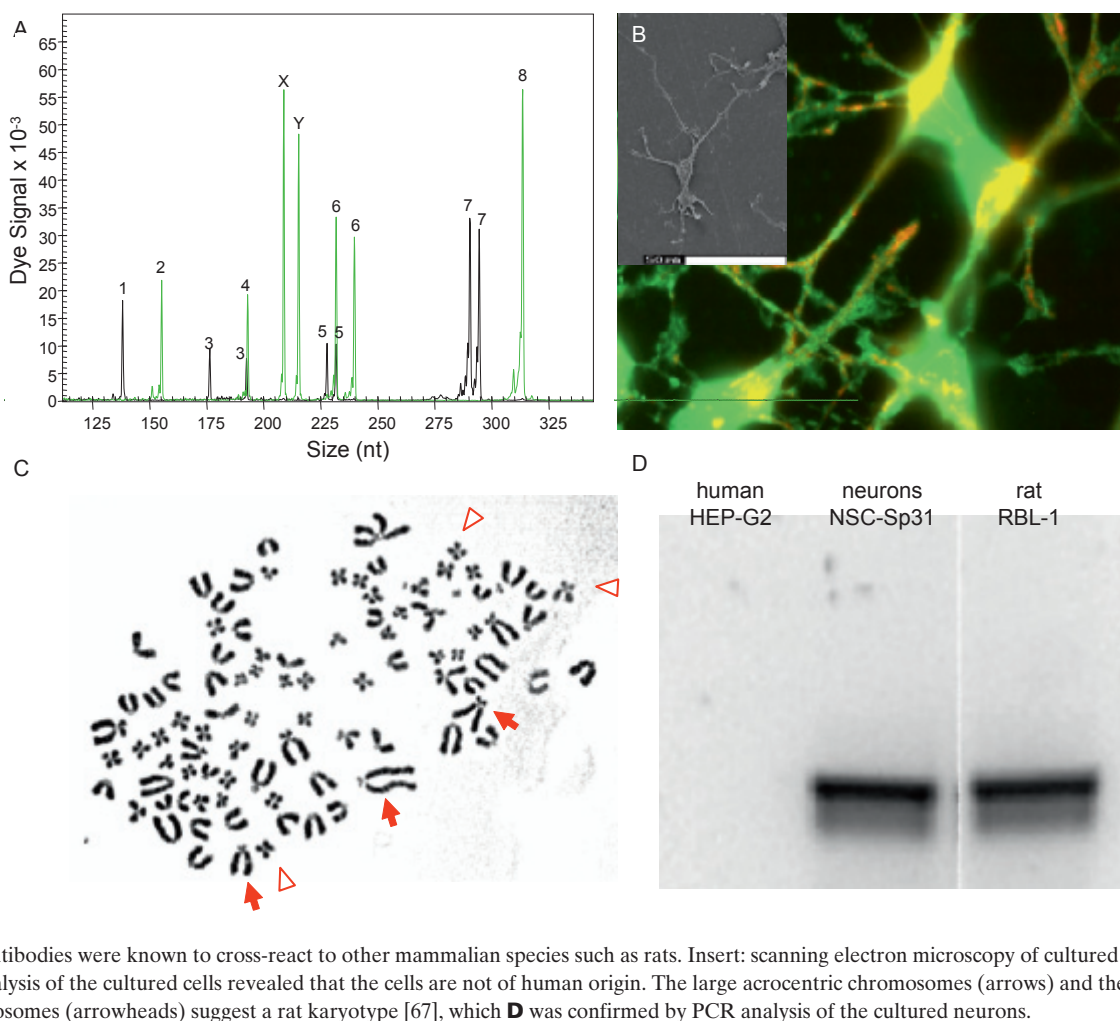 A
Dye Signal x 10-3
65
60
55
50
45
40
35
30
25
20
15
10
5
0
1
2
3
3
4
X
Y
5
5
6
6
7
7
8
125
150
175
200
225
250
275
300
325
Size (nt)
B
C
D
human
HEP-G2
neurons
NSC-Sp31
rat
RBL-1
tibodies were known to cross-react to other mammalian species such as rats. Insert: scanning electron microscopy of cultured
alysis of the cultured cells revealed that the cells are not of human origin. The large acrocentric chromosomes (arrows) and the
osomes (arrowheads) suggest a rat karyotype [67], which D was confirmed by PCR analysis of the cultured neurons.